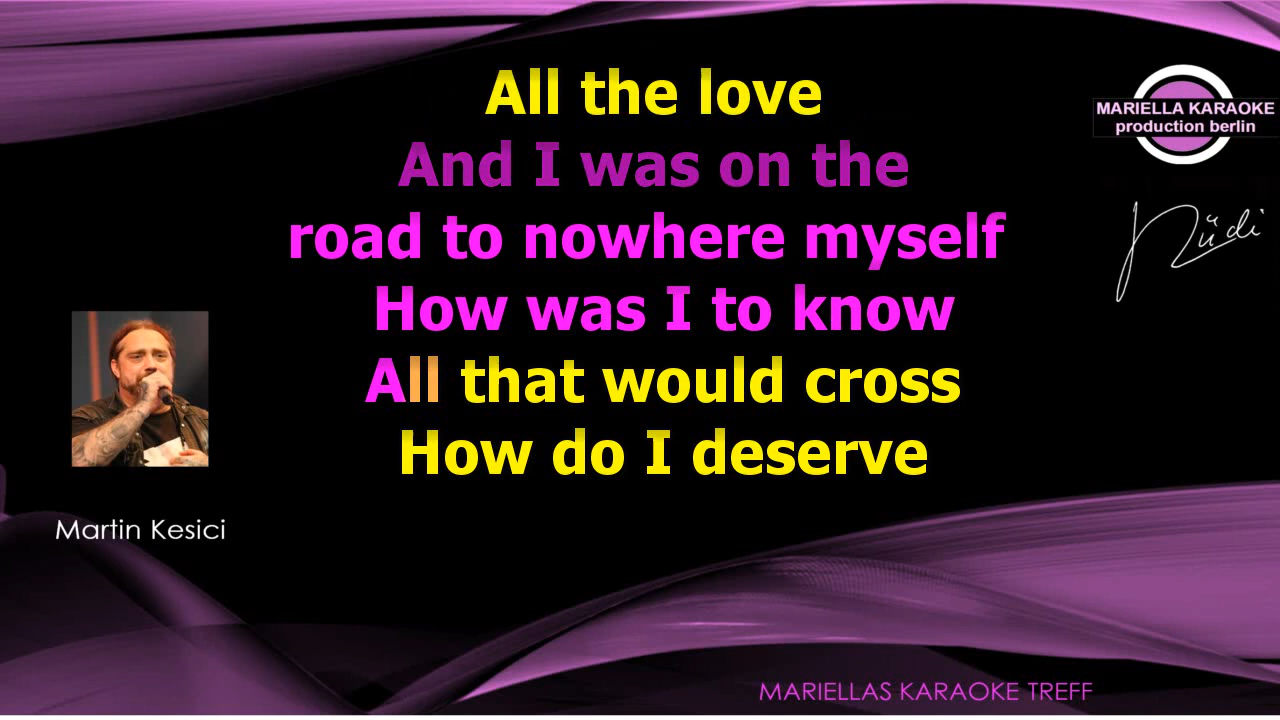 All the love
MARIELLA KARAOKE
production berlin
And I was on the
road to nowhere myself
Rüdi
How was I to know
All that would cross
How do I deserve
Martin Kesici
MARIELLAS KARAOKE TREFF